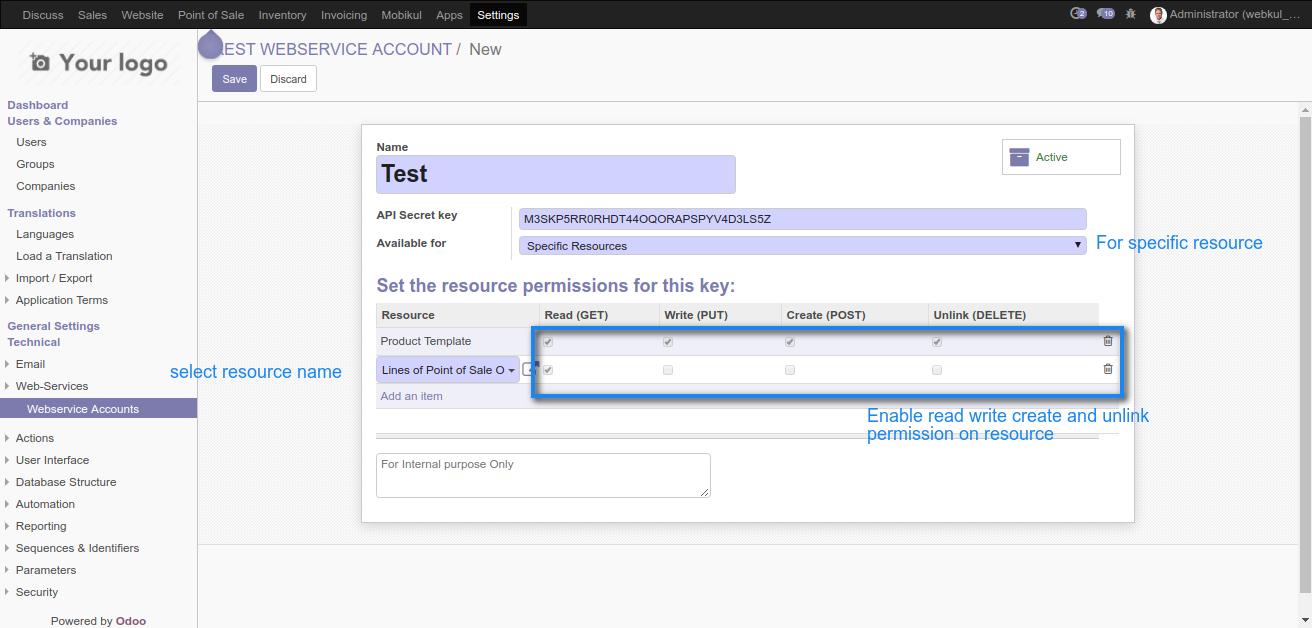 Discuss Sales Website Point of Sale Inventory Invoicing Mobikul Apps Settings 2 10 Administrator (webkul_...
Your logo
EST WEBSERVICE ACCOUNT / New
Save Discard
Dashboard
Users & Companies
Users
Groups
Companies
Translations
Languages
Load a Translation
Import / Export
Application Terms
General Settings
Technical
Email
Web-Services
Webservice Accounts
Actions
User Interface
Database Structure
Automation
Reporting
Sequences & Identifiers
Parameters
Security
Powered by Odoo
Name
Test
Active
API Secret key M3SKP5RR0RHDT44OQORAPSPYV4D3LS5Z
Available for Specific Resources
For specific resource
Set the resource permissions for this key:
Resource Read (GET) Write (PUT) Create (POST) Unlink (DELETE)
Product Template
select resource name
Lines of Point of Sale O
Add an item
Enable read write create and unlink
permission on resource
For Internal purpose Only